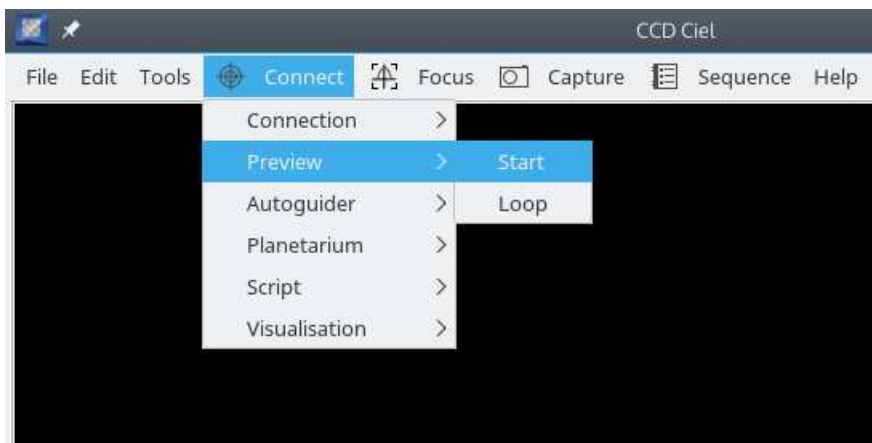 CCD Ciel
File Edit Tools Connect Focus Capture Sequence Help
Connection
Preview Start
Autoguider Loop
Planetarium
Script
Visualisation